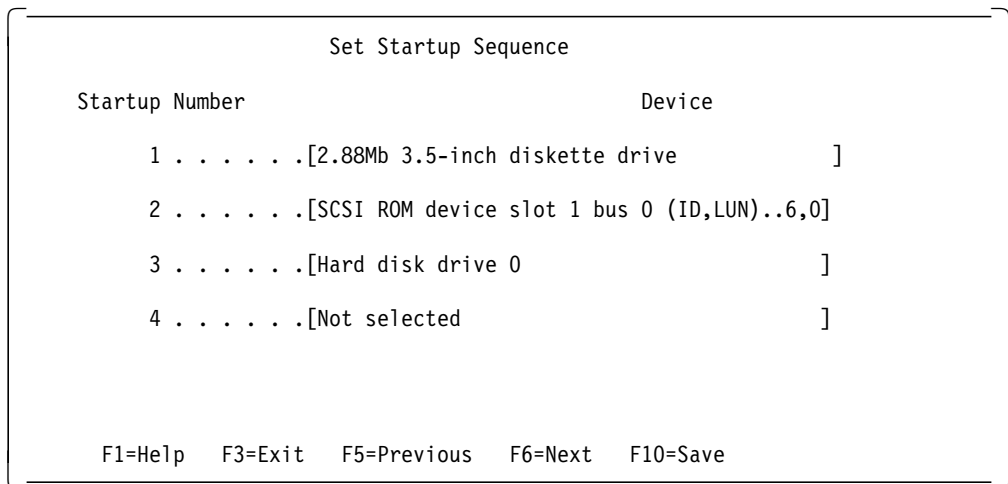 Set Startup Sequence
Startup Number Device
1 . . . . . .[2.88Mb 3.5-inch diskette drive ]
2 . . . . . .[SCSI ROM device slot 1 bus 0 (ID,LUN)..6,0]
3 . . . . . .[Hard disk drive 0 ]
4 . . . . . .[Not selected ]
F1=Help F3=Exit F5=Previous F6=Next F10=Save